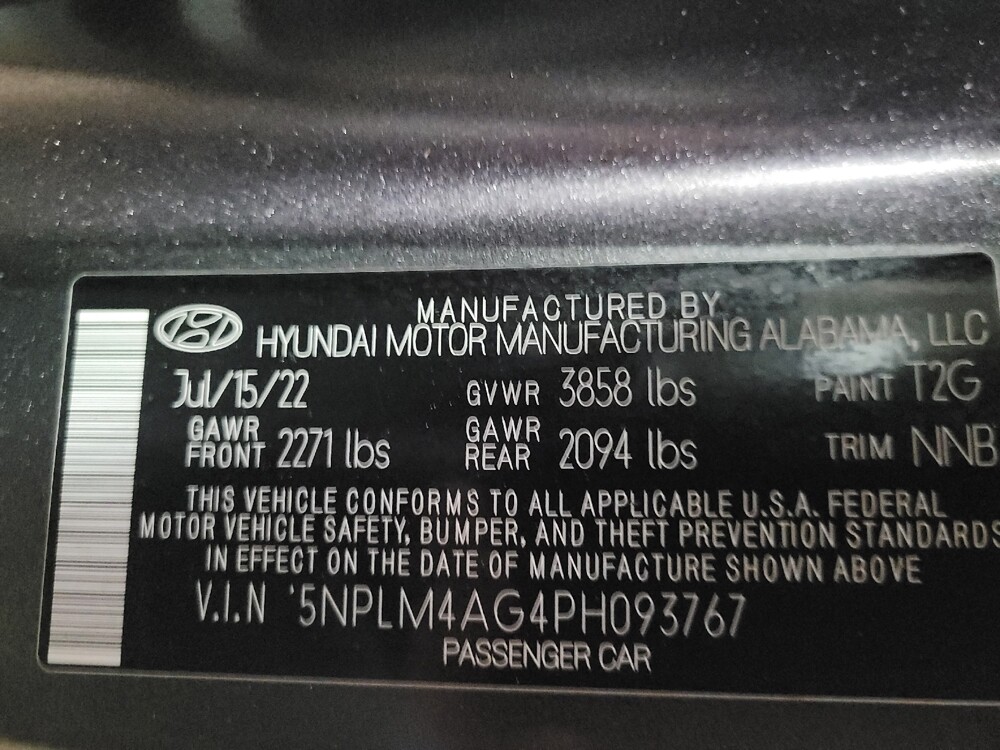 MANUFACTURED BY
HYUNDAI MOTOR MANUFACTURING ALABAMA, LLC
Jul/15/22 GVWR 3858 lbs PAINT T2G
GAWR FRONT 2271 lbs GAWR REAR 2094 lbs TRIM NNB
THIS VEHICLE CONFORMS TO ALL APPLICABLE U.S.A. FEDERAL
MOTOR VEHICLE SAFETY, BUMPER, AND THEFT PREVENTION STANDARDS
IN EFFECT ON THE DATE OF MANUFACTURE SHOWN ABOVE
V.I.N '5NPLM4AG4PH093767
PASSENGER CAR